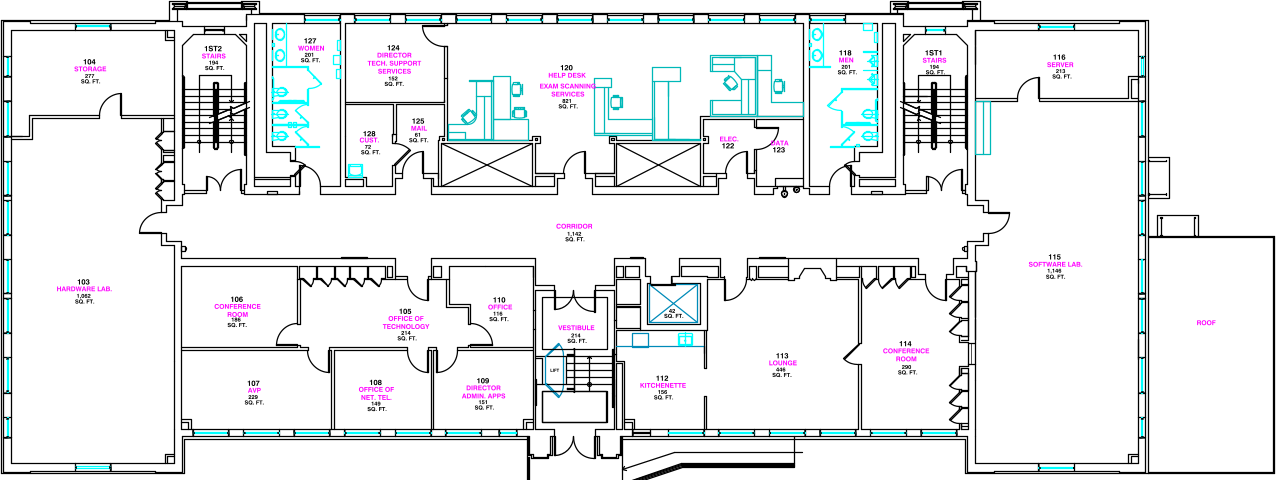 104
STORAGE
277
SQ. FT.
1ST2
STAIRS
194
SQ. FT.
127
WOMEN
201
SQ. FT.
124
DIRECTOR
TECH. SUPPORT
SERVICES
152
SQ. FT.
120
HELP DESK
EXAM SCANNING
SERVICES
821
SQ. FT.
118
MEN
201
SQ. FT.
1ST1
STAIRS
194
SQ. FT.
116
SERVER
213
SQ. FT.
128
CUST.
72
SQ. FT.
125
MAIL
61
SQ. FT.
ELEC.
122
DATA
123
CORRIDOR
1,142
SQ. FT.
103
HARDWARE LAB.
1,062
SQ. FT.
115
SOFTWARE LAB.
1,146
SQ. FT.
106
CONFERENCE
ROOM
186
SQ. FT.
105
OFFICE OF
TECHNOLOGY
214
SQ. FT.
110
OFFICE
116
SQ. FT.
VESTIBULE
214
SQ. FT.
42
SQ. FT.
ROOF
LIFT
107
AVP
229
SQ. FT.
108
OFFICE OF
NET. TEL.
149
SQ. FT.
109
DIRECTOR
ADMIN. APPS
151
SQ. FT.
112
KITCHENETTE
156
SQ. FT.
113
LOUNGE
446
SQ. FT.
114
CONFERENCE
ROOM
290
SQ. FT.